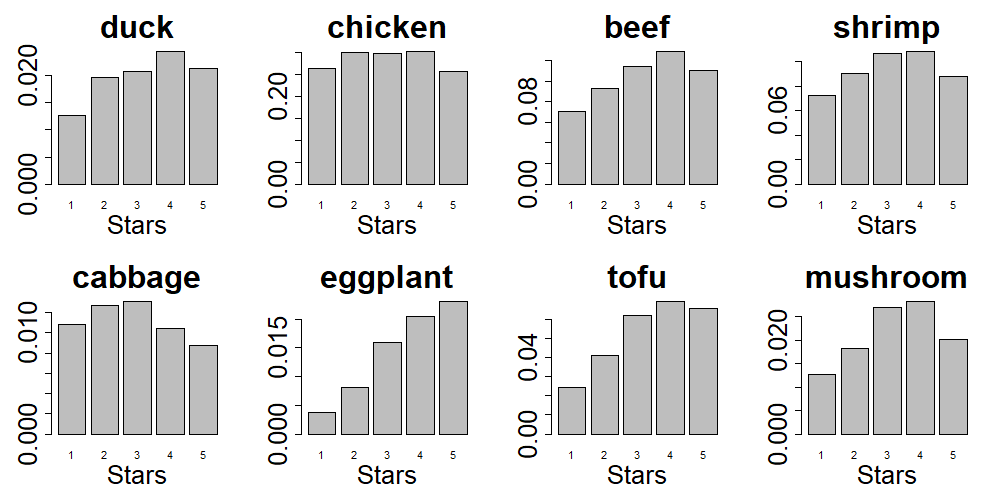 duck chicken beef shrimp
0.020 0.20 0.08 0.06
0.000 0.00 0.00 0.00
1 2 3 4 5 1 2 3 4 5 1 2 3 4 5 1 2 3 4 5
Stars Stars Stars Stars
cabbage eggplant tofu mushroom
0.010 0.015 0.04 0.020
0.000 0.000 0.00 0.000
1 2 3 4 5 1 2 3 4 5 1 2 3 4 5 1 2 3 4 5
Stars Stars Stars Stars